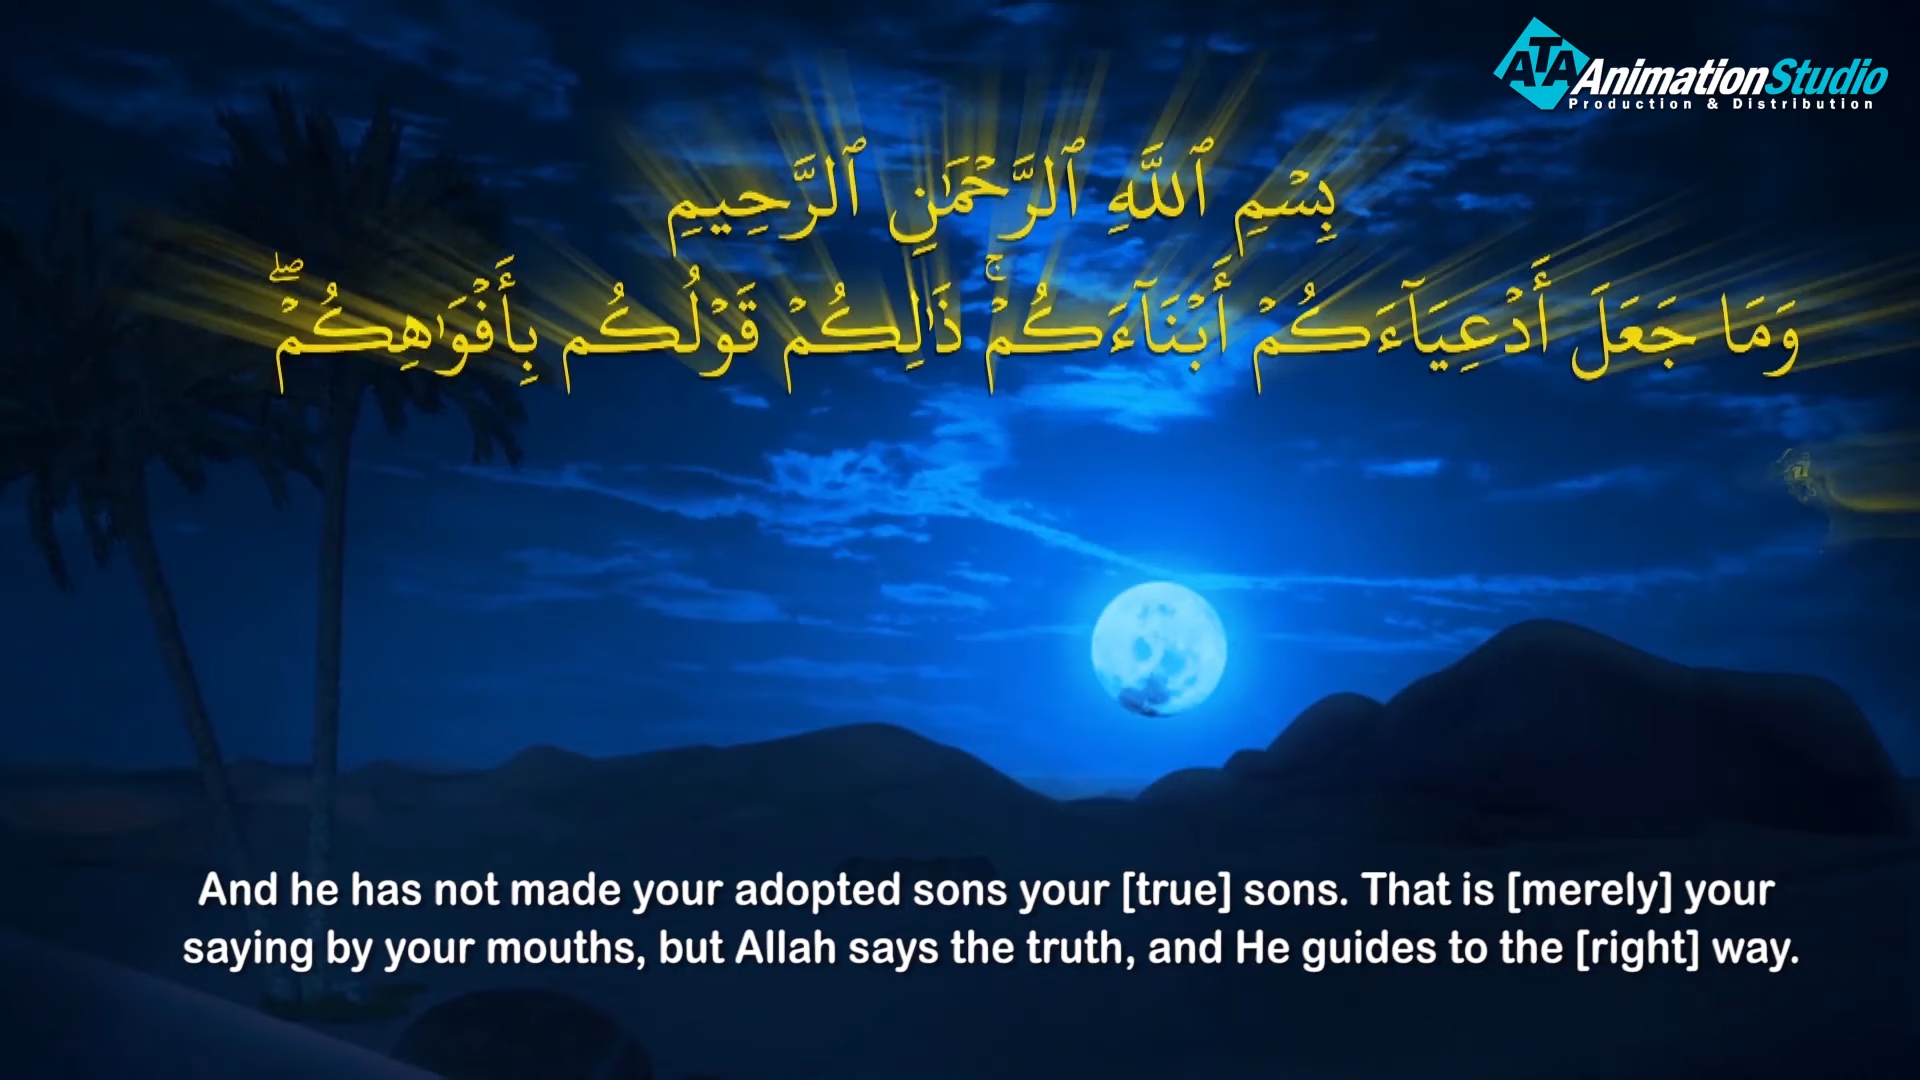 ATA AnimationStudio
Production & Distribution
بِسْمِ ٱللَّهِ ٱلرَّحْمَٰنِ ٱلرَّحِيمِ
وَمَا جَعَلَ أَدْعِيَآءَكُمْ أَبْنَآءَكُمْ ۚ ذَٰلِكُمْ قَوْلُكُم بِأَفْوَٰهِكُمْ ۖ
And he has not made your adopted sons your [true] sons. That is [merely] your
saying by your mouths, but Allah says the truth, and He guides to the [right] way.